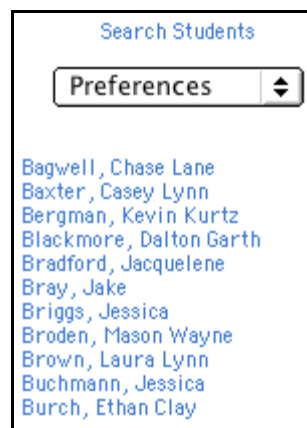 Search Students
Preferences
Bagwell, Chase Lane
Baxter, Casey Lynn
Bergman, Kevin Kurtz
Blackmore, Dalton Garth
Bradford, Jacquelene
Bray, Jake
Briggs, Jessica
Broden, Mason Wayne
Brown, Laura Lynn
Buchmann, Jessica
Burch, Ethan Clay